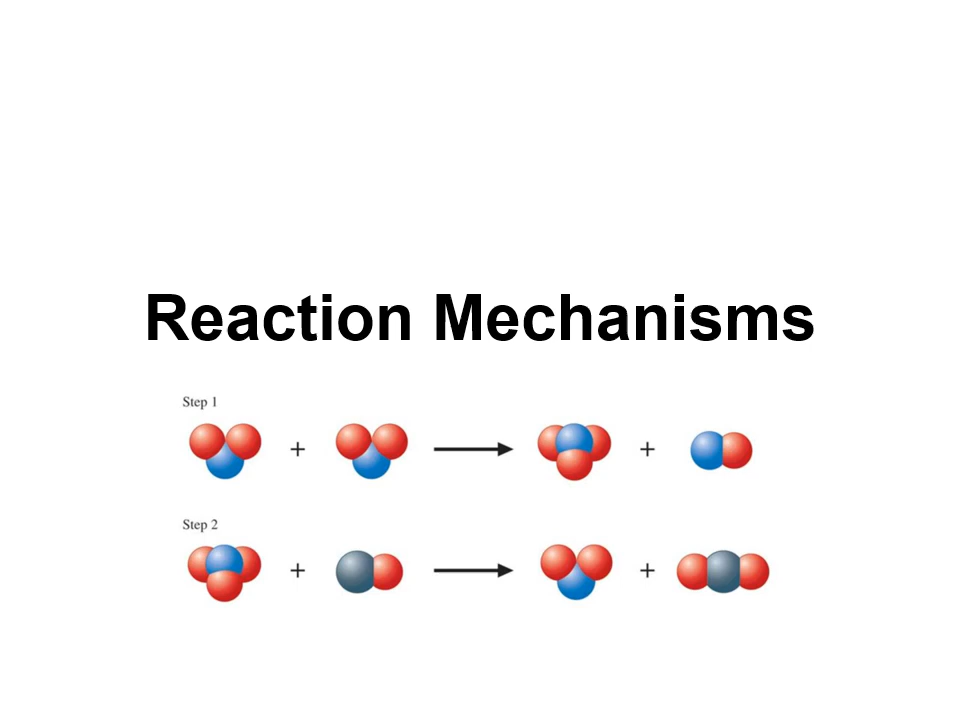 Reaction Mechanisms
Step 1
+ +
Step 2
+ +